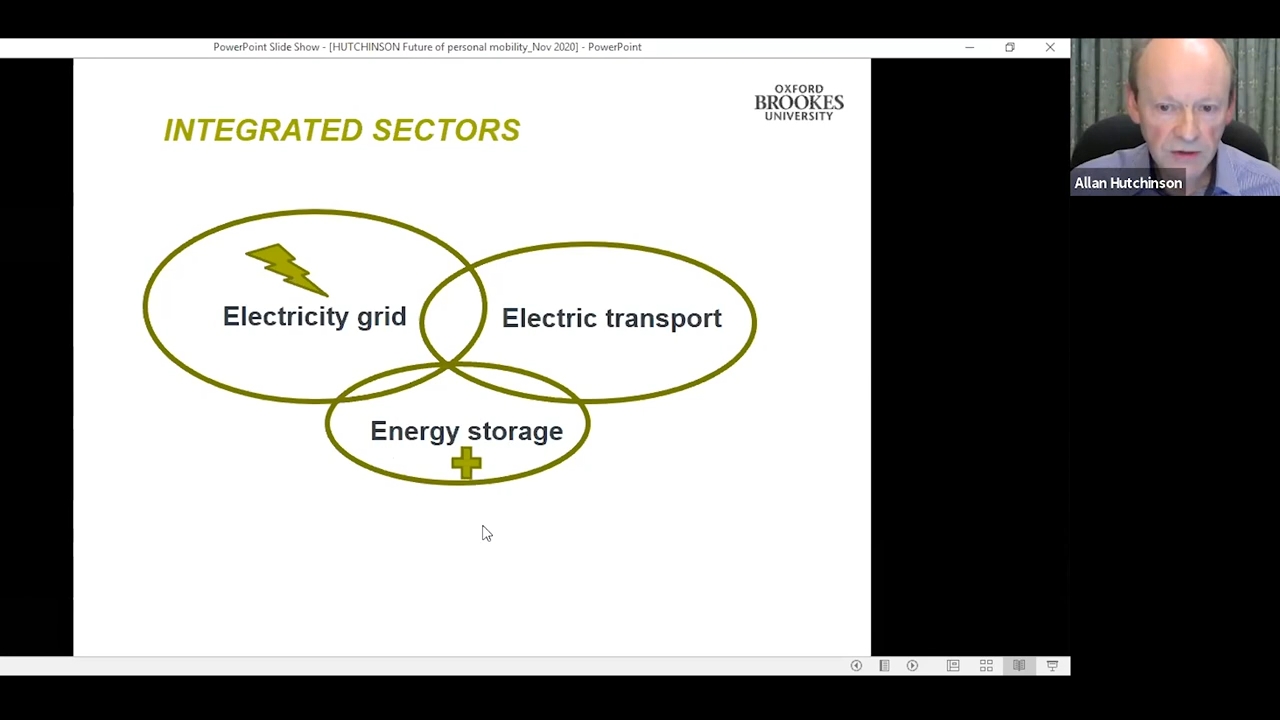 PowerPoint Slide Show - [HUTCHINSON Future of personal mobility_Nov 2020] - PowerPoint
OXFORD
BROOKES
UNIVERSITY
INTEGRATED SECTORS
Allan Hutchinson
Electricity grid
Electric transport
Energy storage